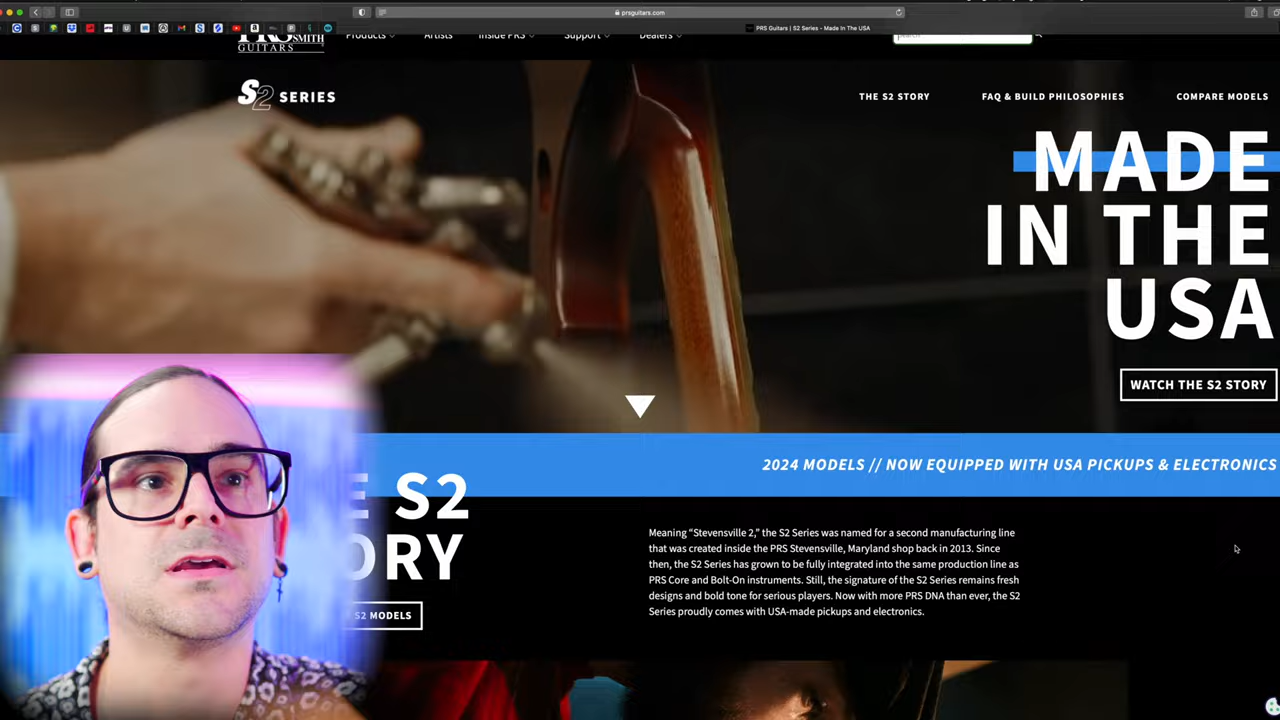 prsguitars.com
PRS Guitars | S2 Series - Made In The USA
SMITH
GUITARS
Products
Artists
Inside PRS
Support
Dealers
Search
S2 SERIES
THE S2 STORY
FAQ & BUILD PHILOSOPHIES
COMPARE MODELS
MADE
IN THE
USA
WATCH THE S2 STORY
2024 MODELS // NOW EQUIPPED WITH USA PICKUPS & ELECTRONICS
E S2
ORY
S2 MODELS
Meaning “Stevensville 2,” the S2 Series was named for a second manufacturing line
that was created inside the PRS Stevensville, Maryland shop back in 2013. Since
then, the S2 Series has grown to be fully integrated into the same production line as
PRS Core and Bolt-On instruments. Still, the signature of the S2 Series remains fresh
designs and bold tone for serious players. Now with more PRS DNA than ever, the S2
Series proudly comes with USA-made pickups and electronics.